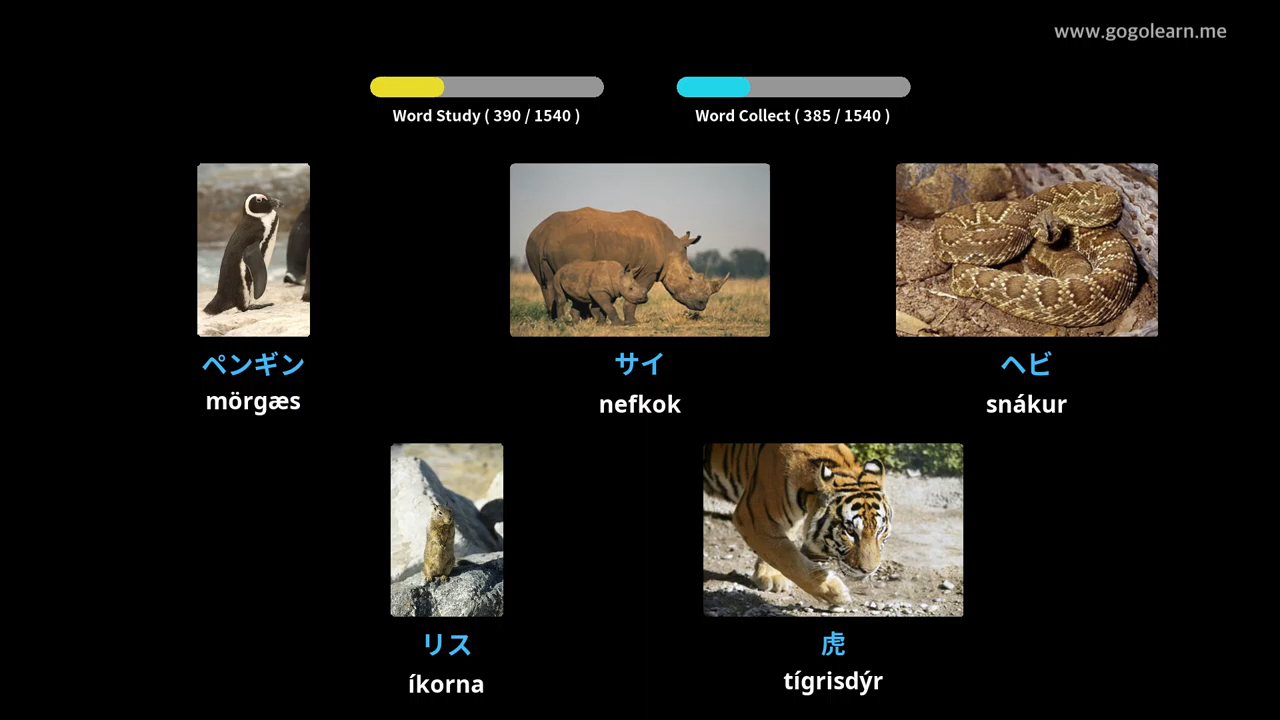 www.gogolearn.me
Word Study ( 390 / 1540 )
Word Collect ( 385 / 1540 )
ペンギン
mörgæs
サイ
nefkok
ヘビ
snákur
リス
íkorna
虎
tígrisdýr